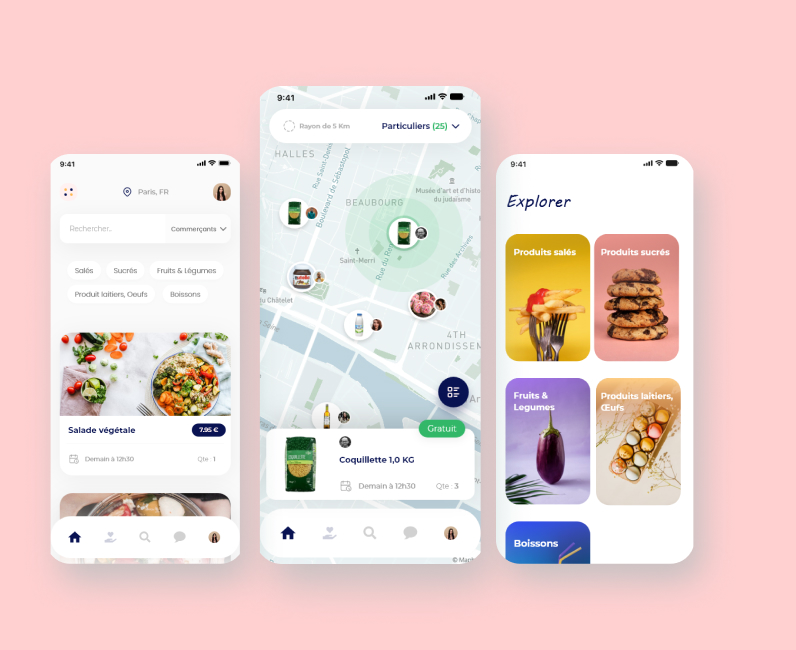 9:41
Paris, FR
Rechercher..
Commerçants
Salés
Sucrés
Fruits & Légumes
Produit laitiers, Oeufs
Boissons
Salade végétale
7.95 €
Demain à 12h30
Qte : 1
9:41
Rayon de 5 Km
Particuliers (25)
HALLES
Rue Saint-Denis
Boulevard de Sébastopol
Musée d'art et d'histo
du judaïsme
BEAUBOURG
Saint-Merri
Rue du Ren
Rue des Archives
nutella
u Châtelet
4TH
ARRONDISSEM
Gratuit
Coquillette 1,0 KG
Demain à 12h30
Qte : 3
9:41
Explorer
Produits salés
Produits sucrés
Fruits &
Legumes
Produits laitiers,
Œufs
Boissons